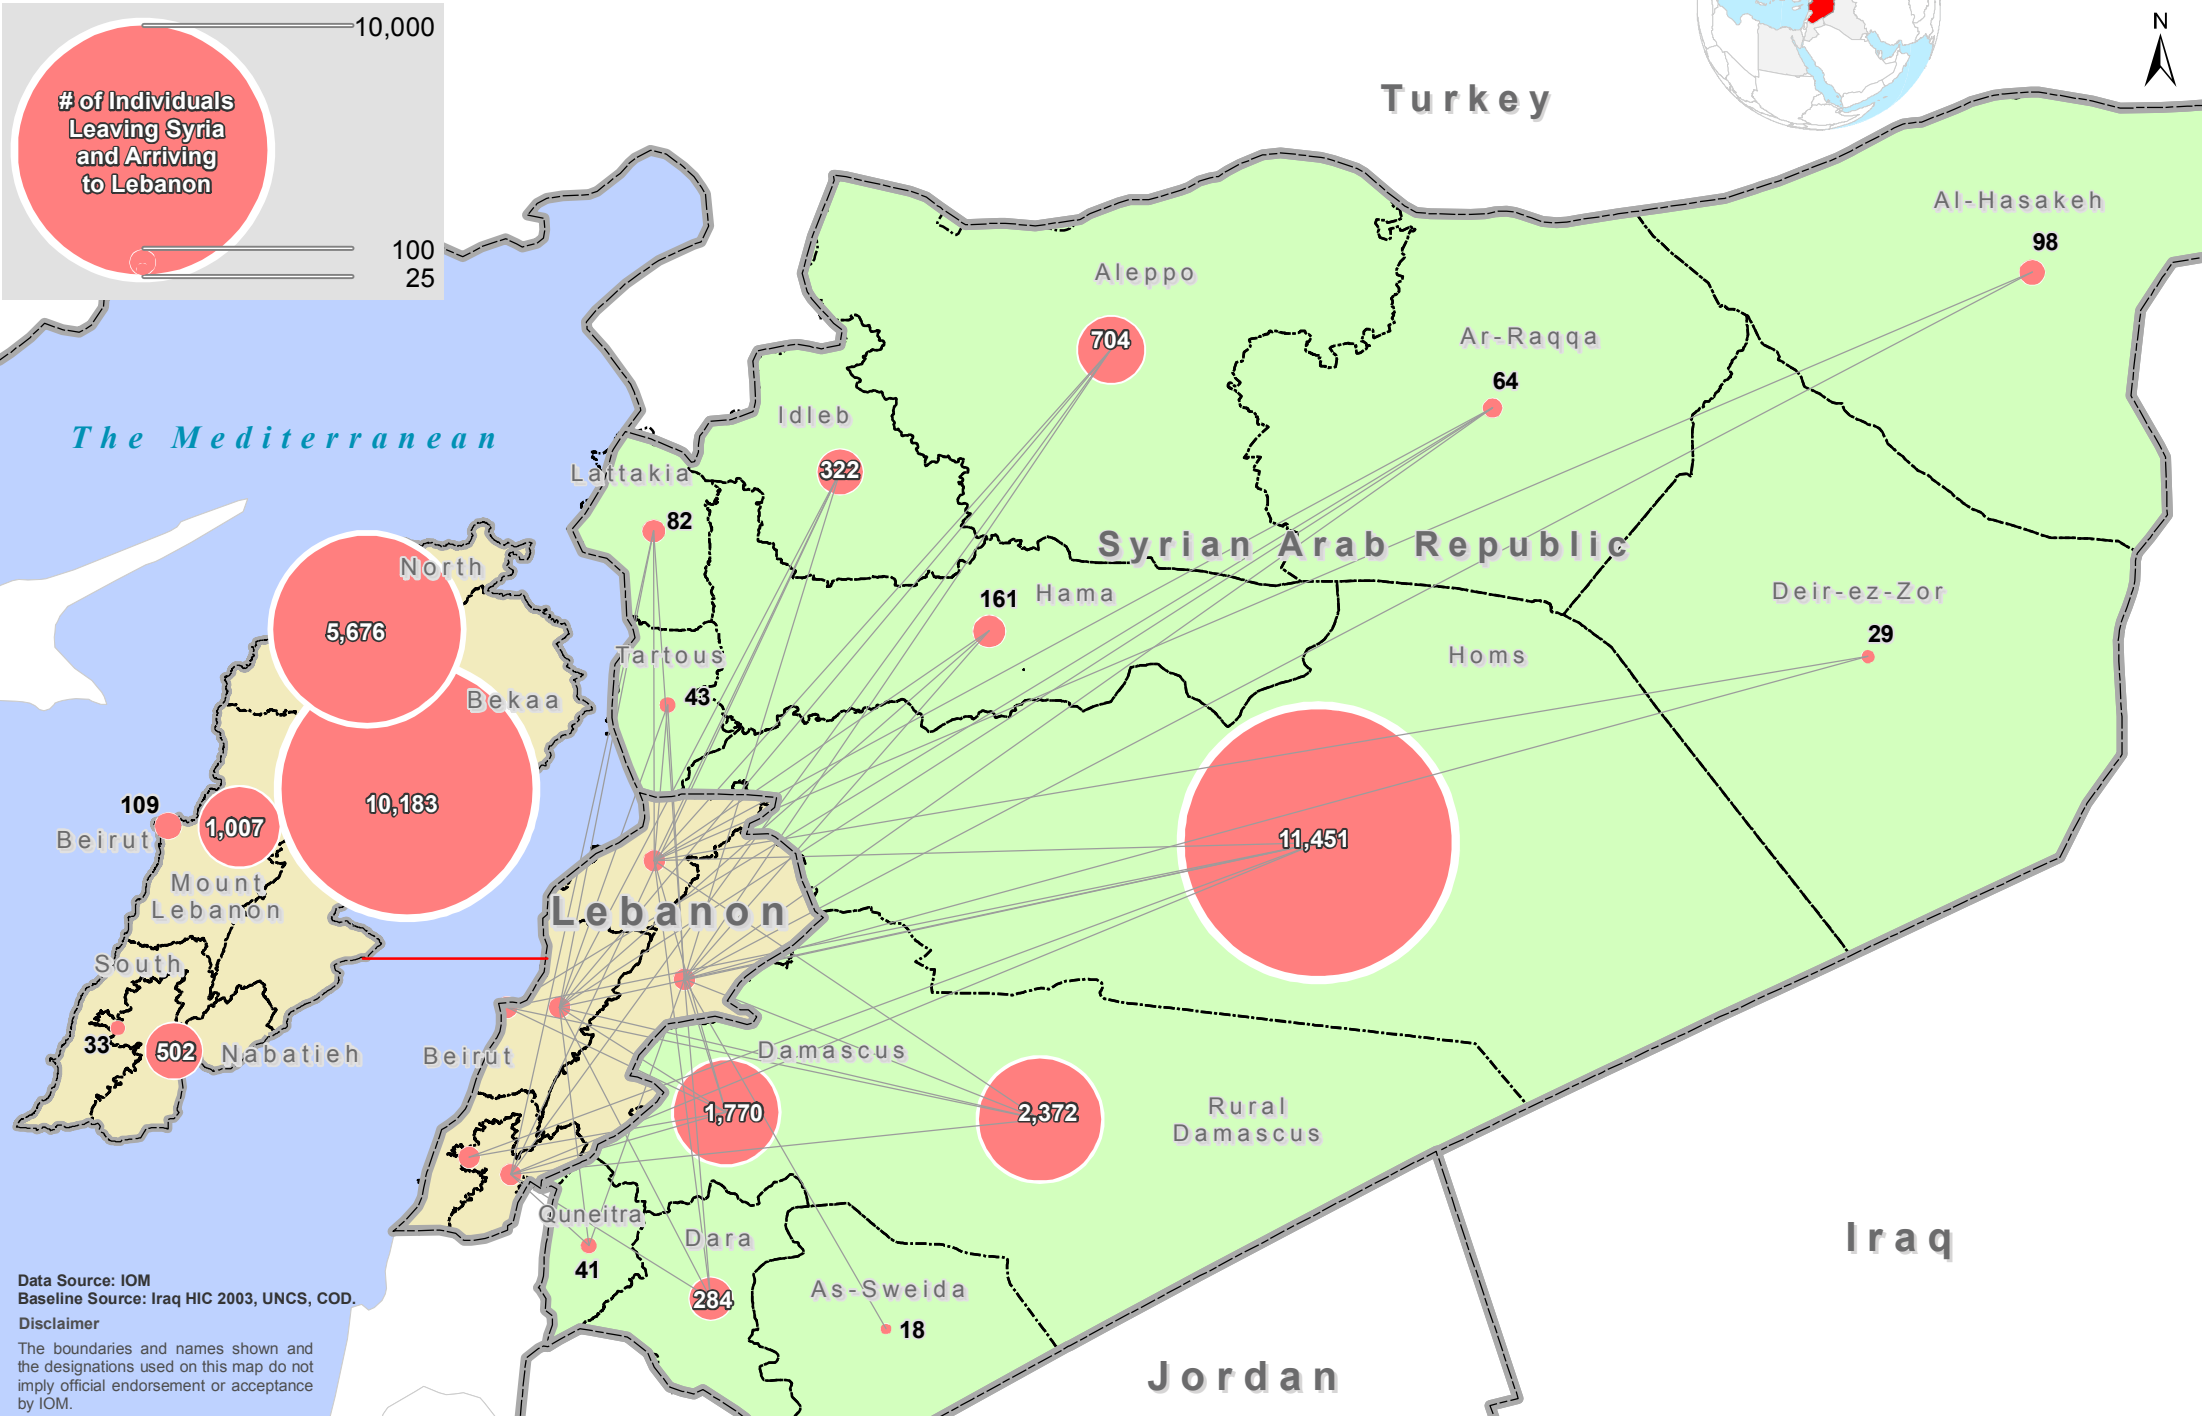 10,000
# of Individuals
Leaving Syria
and Arriving
to Lebanon
100
25
N
Turkey
Al-Hasakeh
98
Aleppo
704
Ar-Raqqa
64
Idleb
322
The Mediterranean
Lattakia
82
Syrian Arab Republic
North
Hama
161
Deir-ez-Zor
29
5,676
Tartous
43
Homs
Bekaa
10,183
109
Beirut
1,007
11,451
Mount
Lebanon
Lebanon
South
33
502
Nabatieh
Beirut
Damascus
1,770
2,372
Rural
Damascus
Quneitra
41
Dara
284
As-Sweida
18
Iraq
Jordan
Data Source: IOM
Baseline Source: Iraq HIC 2003, UNCS, COD.
Disclaimer
The boundaries and names shown and
the designations used on this map do not
imply official endorsement or acceptance
by IOM.